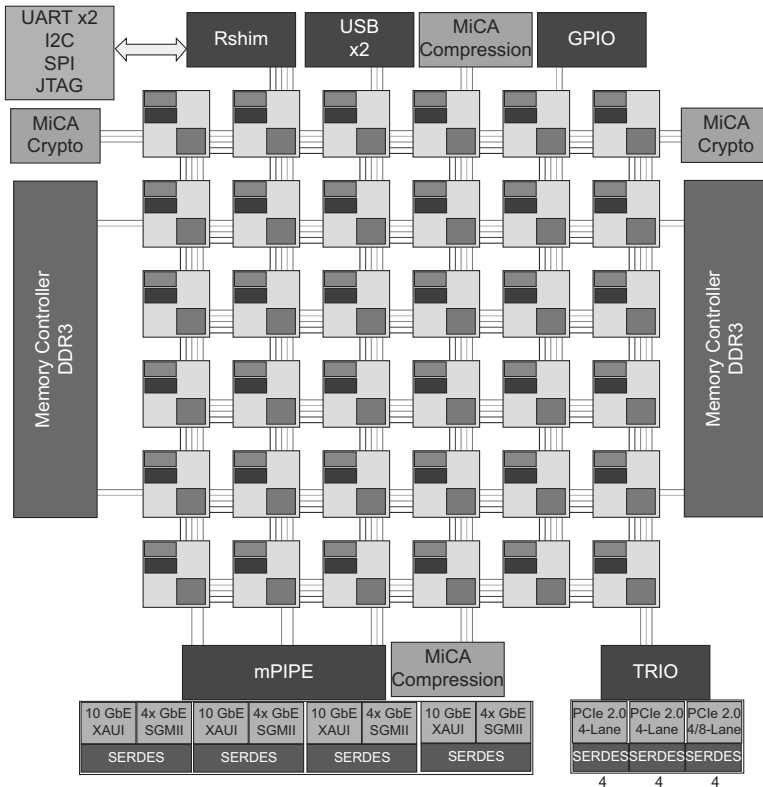 UART x2
I2C
SPI
JTAG
Rshim
USB
x2
MiCA
Compression
GPIO
MiCA
Crypto
MiCA
Crypto
Memory Controller
DDR3
Memory Controller
DDR3
mPIPE
MiCA
Compression
TRIO
10 GbE
XAUI
4x GbE
SGMII
10 GbE
XAUI
4x GbE
SGMII
10 GbE
XAUI
4x GbE
SGMII
10 GbE
XAUI
4x GbE
SGMII
SERDES
SERDES
SERDES
SERDES
PCIe 2.0
4-Lane
PCIe 2.0
4-Lane
PCIe 2.0
4/8-Lane
SERDES
SERDES
SERDES
4
4
4